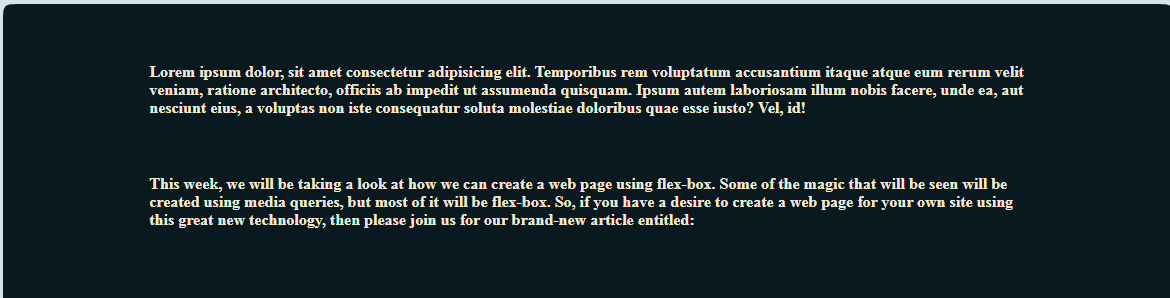 Lorem ipsum dolor, sit amet consectetur adipisicing elit. Temporibus rem voluptatum accusantium itaque atque eum rerum velit
veniam, ratione architecto, officiis ab impedit ut assumenda quisquam. Ipsum autem laboriosam illum nobis facere, unde ea, aut
nesciunt eius, a voluptas non iste consequatur soluta molestiae doloribus quae esse iusto? Vel, id!
This week, we will be taking a look at how we can create a web page using flex-box. Some of the magic that will be seen will be
created using media queries, but most of it will be flex-box. So, if you have a desire to create a web page for your own site using
this great new technology, then please join us for our brand-new article entitled: